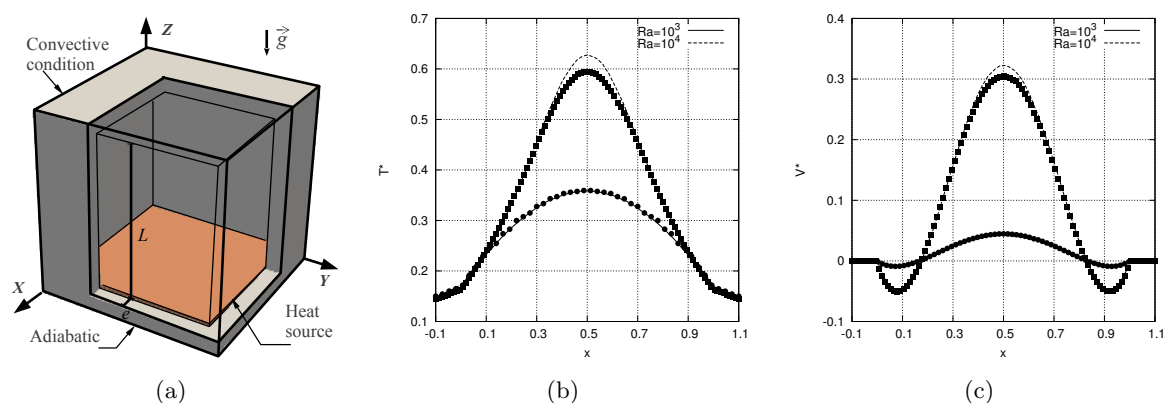 Convective
condition
Z
g
L
X
Y
e
Adiabatic
Heat
source
(a)
0.7
0.6
0.5
0.4
0.3
0.2
0.1
T*
-0.1 0.1 0.3 0.5 0.7 0.9 1.1
x
Ra=10³
Ra=10⁴
(b)
0.4
0.3
0.2
0.1
0
-0.1
V*
-0.1 0.1 0.3 0.5 0.7 0.9 1.1
x
Ra=10³
Ra=10⁴
(c)